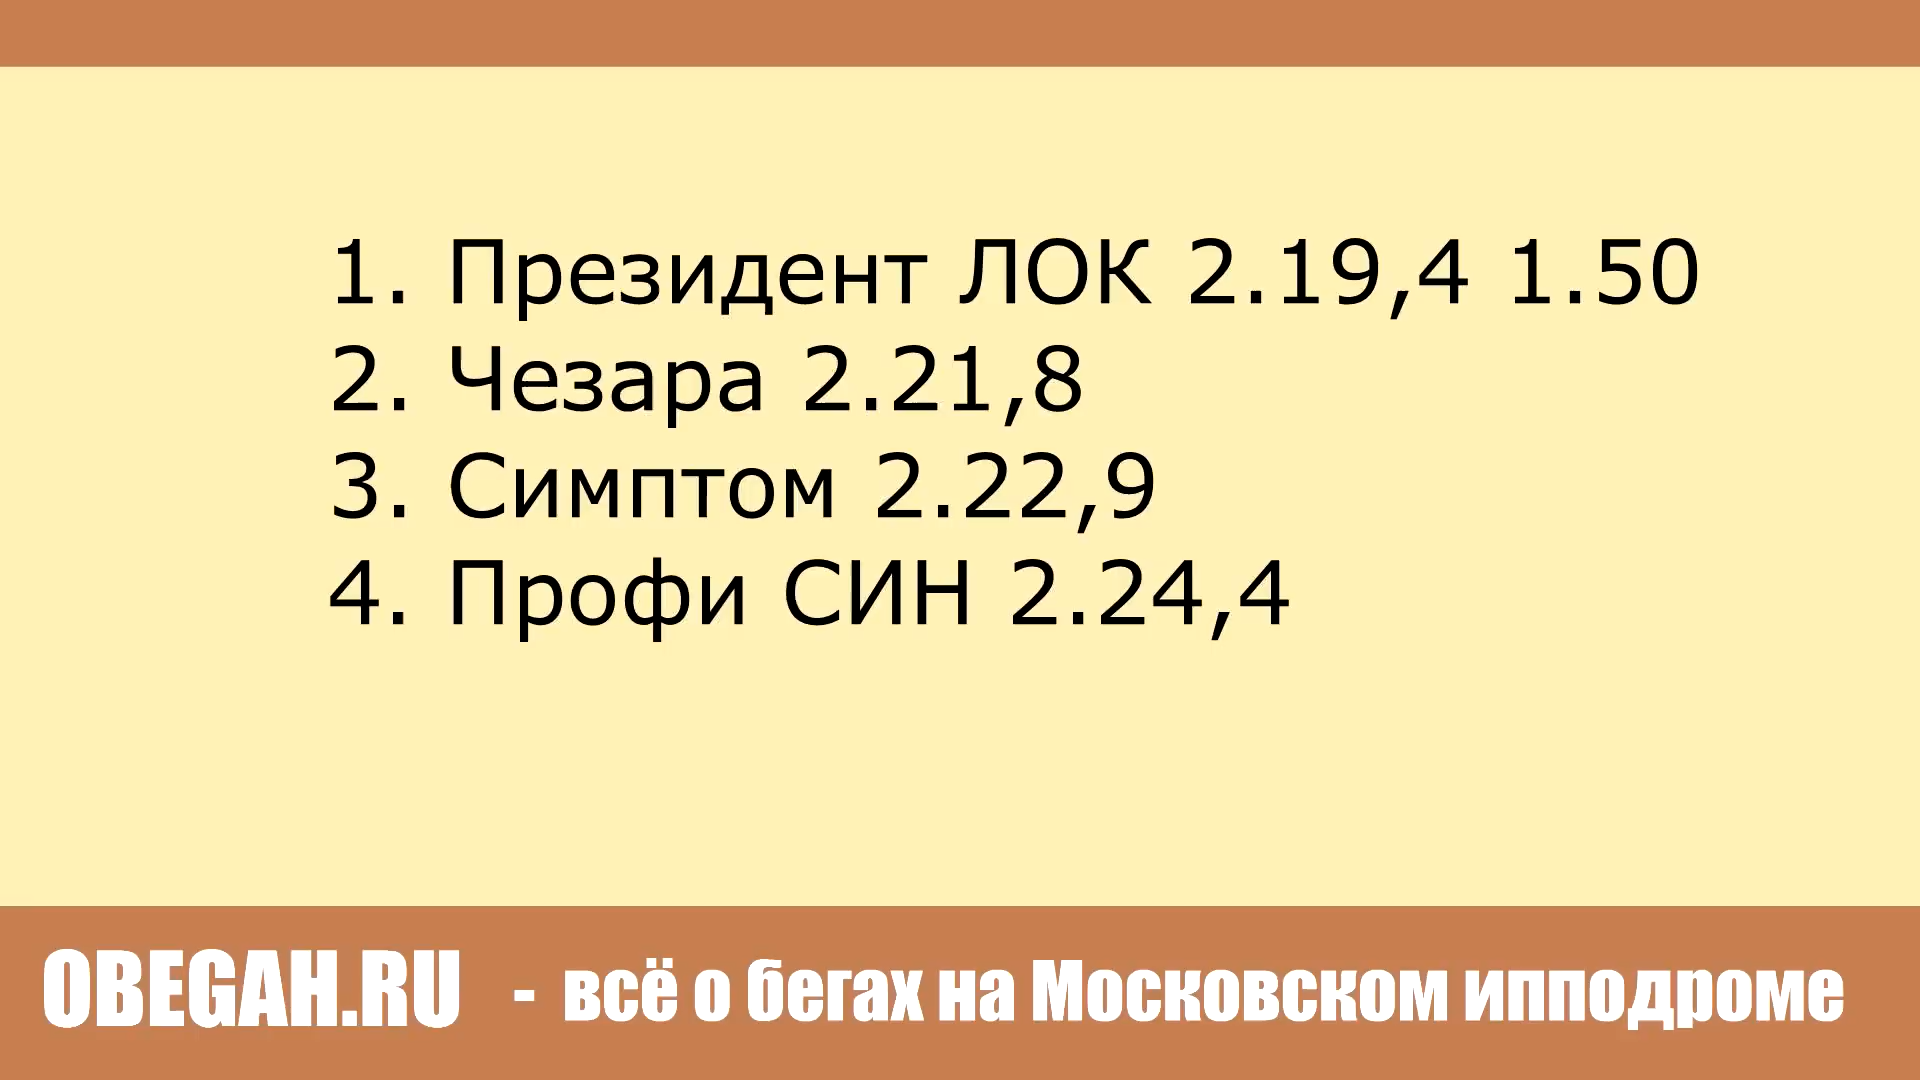 1. Президент ЛОК 2.19,4 1.50
2. Чезара 2.21,8
3. Симптом 2.22,9
4. Профи СИН 2.24,4
OBEGAH.RU - всё о бегах на Московском ипподроме